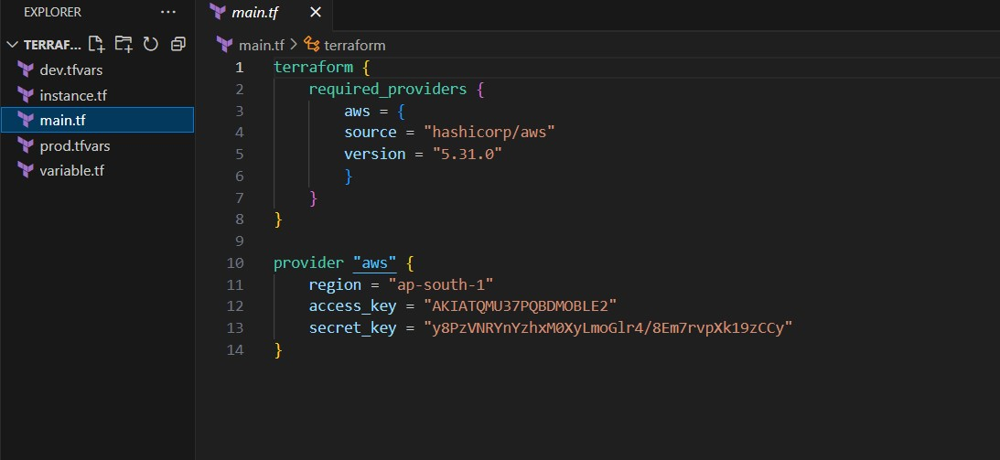 EXPLORER ...
TERRAF...
dev.tfvars
instance.tf
main.tf
prod.tfvars
variable.tf
main.tf
main.tf > terraform
1 terraform {
2 required_providers {
3 aws = {
4 source = "hashicorp/aws"
5 version = "5.31.0"
6 }
7 }
8 }
9
10 provider "aws" {
11 region = "ap-south-1"
12 access_key = "AKIATQMU37PQBDMOBLE2"
13 secret_key = "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"
14 }